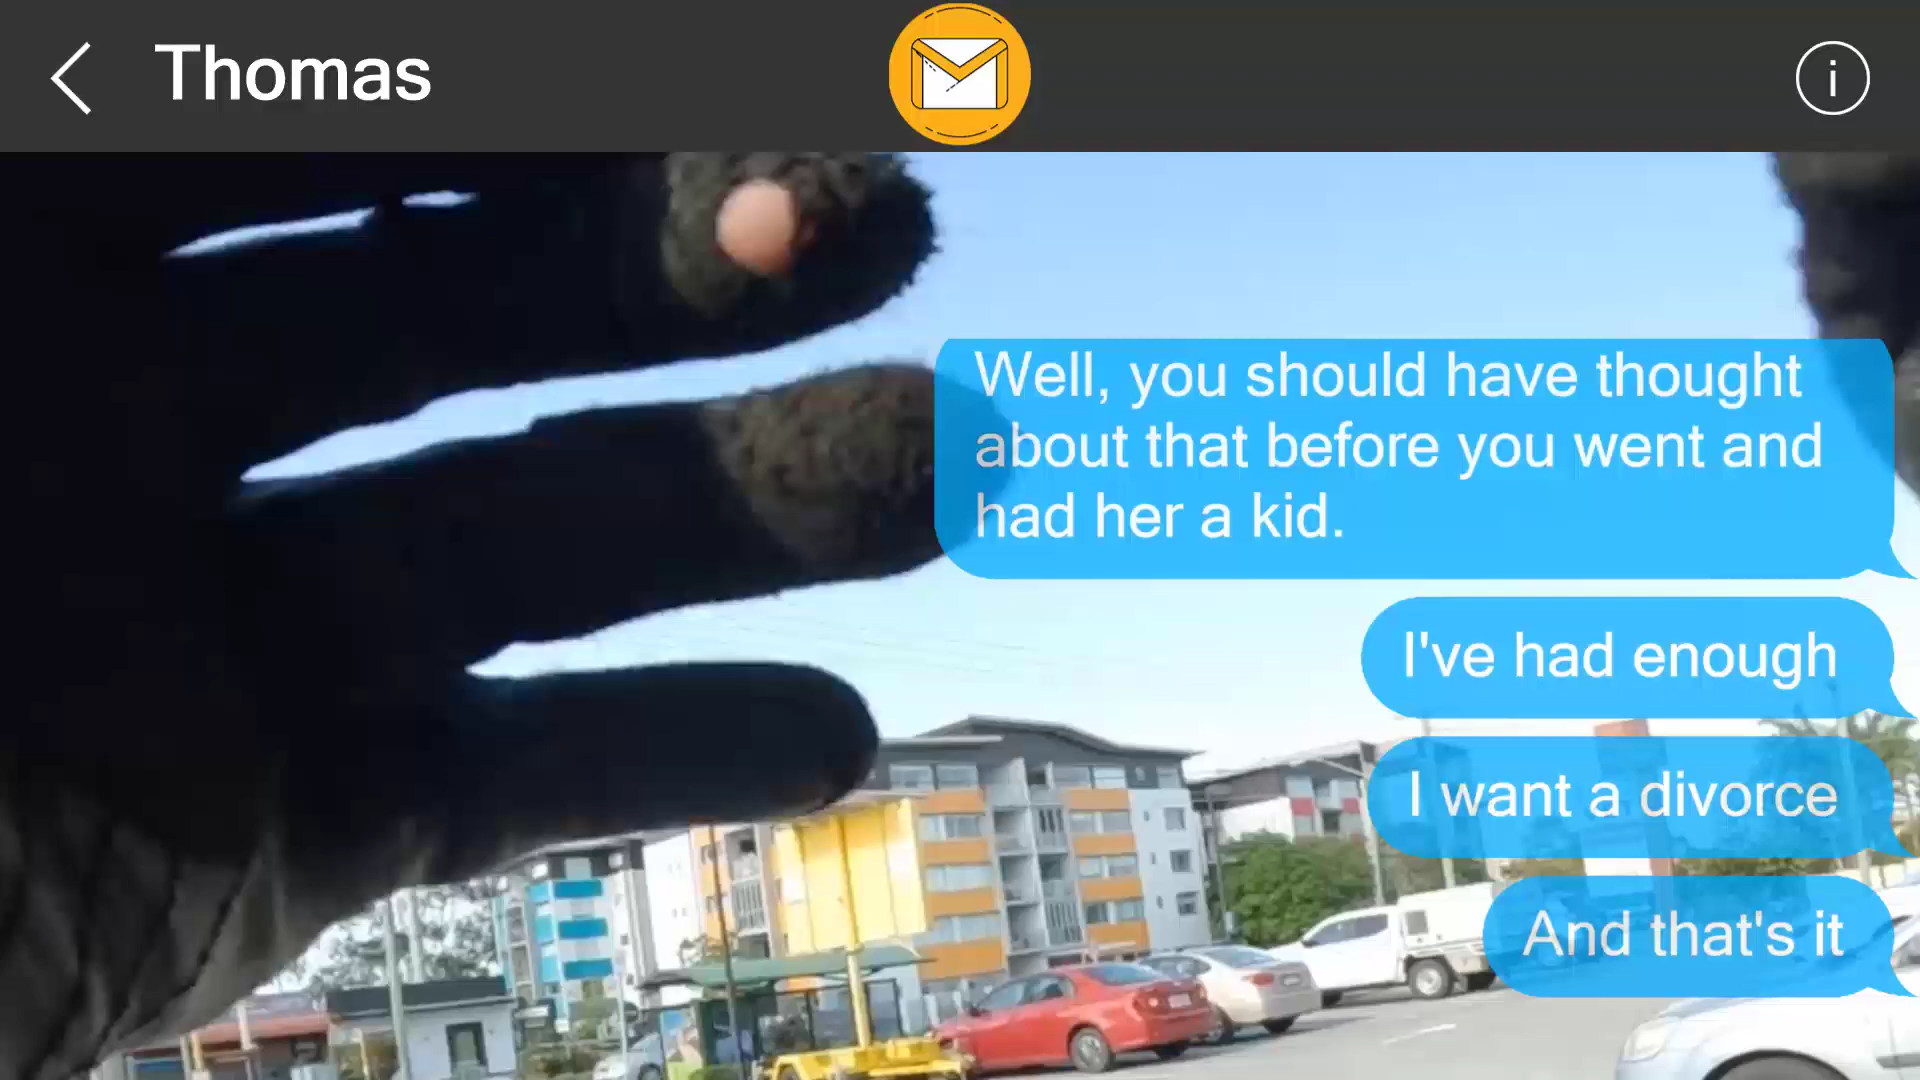 Thomas
Well, you should have thought
about that before you went and
had her a kid.
I've had enough
I want a divorce
And that's it